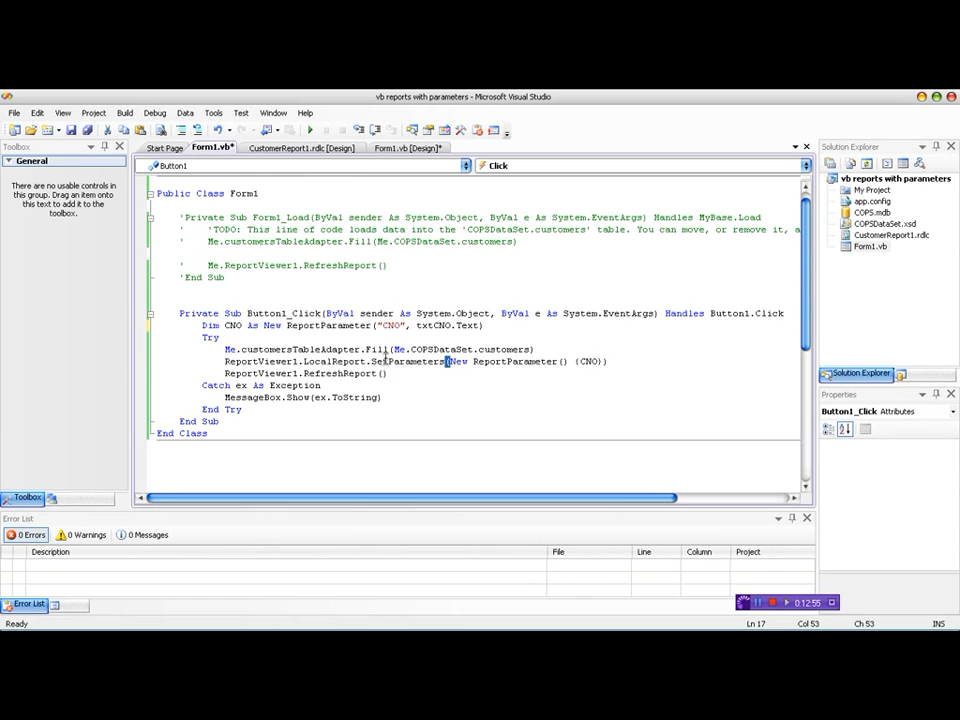 vb reports with parameters - Microsoft Visual Studio
File Edit View Project Build Debug Data Tools Test Window Help
Toolbox
General
There are no usable controls in
this group. Drag an item onto
this text to add it to the
toolbox.
Toolbox
Start Page Form1.vb* CustomerReport1.rdlc [Design] Form1.vb [Design]*
Button1 Click
Public Class Form1
'Private Sub Form1_Load(ByVal sender As System.Object, ByVal e As System.EventArgs) Handles MyBase.Load
' 'TODO: This line of code loads data into the 'COPSDataSet.customers' table. You can move, or remove it, a
' Me.customersTableAdapter.Fill(Me.COPSDataSet.customers)
' Me.ReportViewer1.RefreshReport()
'End Sub
Private Sub Button1_Click(ByVal sender As System.Object, ByVal e As System.EventArgs) Handles Button1.Click
Dim CNO As New ReportParameter("CNO", txtCNO.Text)
Try
Me.customersTableAdapter.Fill(Me.COPSDataSet.customers)
ReportViewer1.LocalReport.SetParameters(New ReportParameter() {CNO})
ReportViewer1.RefreshReport()
Catch ex As Exception
MessageBox.Show(ex.ToString)
End Try
End Sub
End Class
Solution Explorer
vb reports with parameters
My Project
app.config
COPS.mdb
COPSDataSet.xsd
CustomerReport1.rdlc
Form1.vb
Solution Explorer
Properties
Button1_Click Attributes
Error List
0 Errors 0 Warnings 0 Messages
Description File Line Column Project
Error List
0:12:55
Ready Ln 17 Col 53 Ch 53 INS